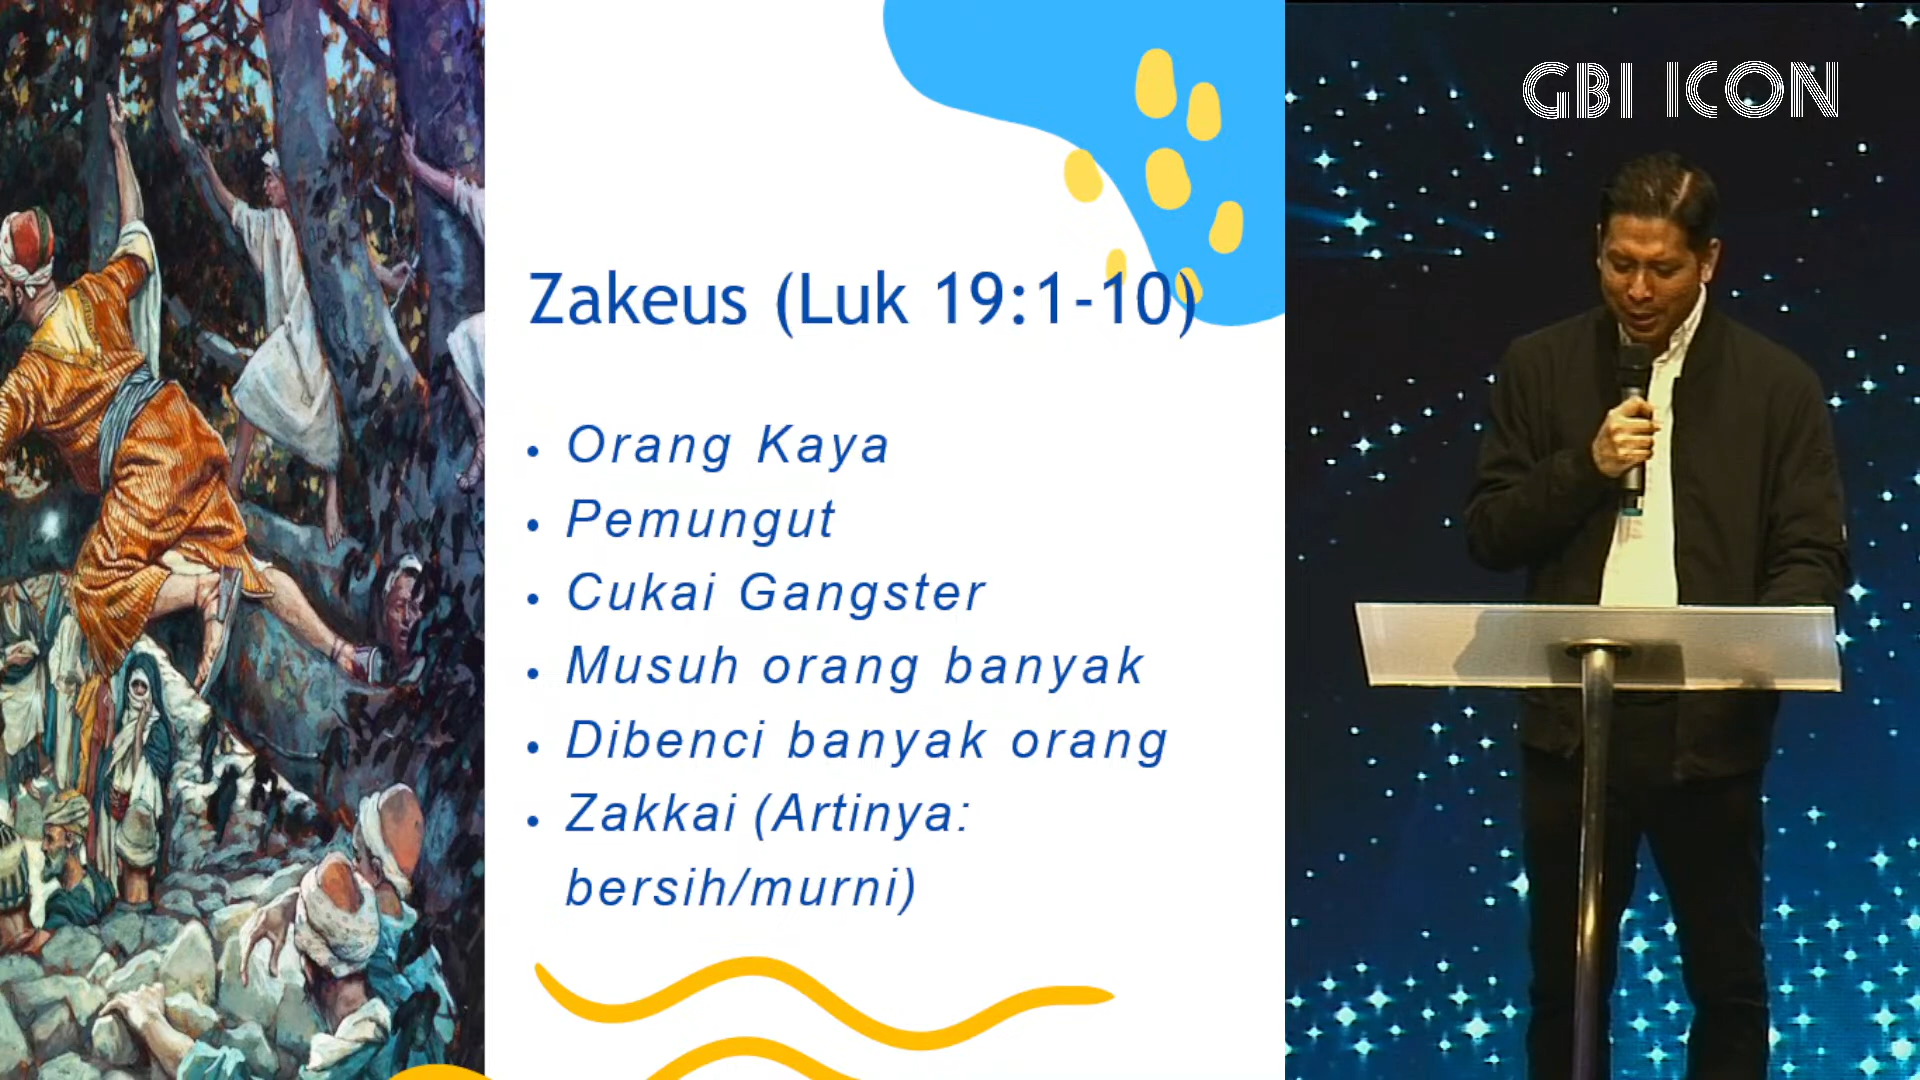 GBI ICON
Zakeus (Luk 19:1-10)
Orang Kaya
Pemungut
Cukai Gangster
Musuh orang banyak
Dibenci banyak orang
Zakkai (Artinya:
bersih/murni)